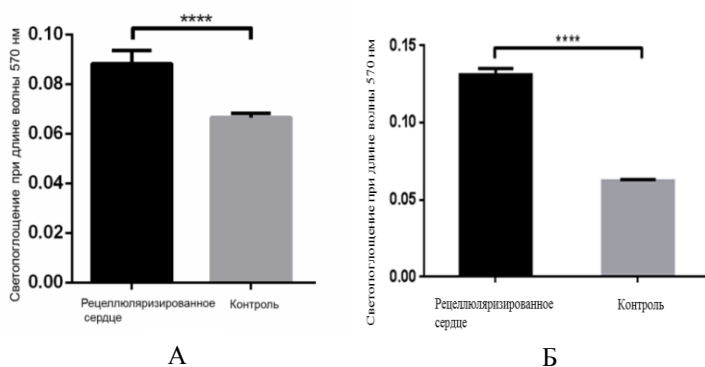 ****
0.10
0.08
0.06
0.04
0.02
0.00
Светопоглощение при длине волны 570 нм
Рецеллюляризированное
сердце
Контроль
А
****
0.15
0.10
0.05
0.00
Светопоглощение при длине волны 570 нм
Рецеллюляризированное
сердце
Контроль
Б